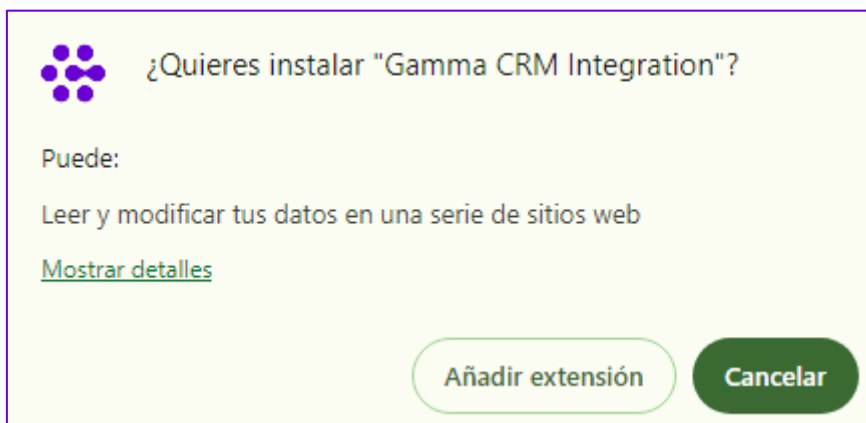 ¿Quieres instalar "Gamma CRM Integration"?
Puede:
Leer y modificar tus datos en una serie de sitios web
Mostrar detalles
Añadir extensión
Cancelar